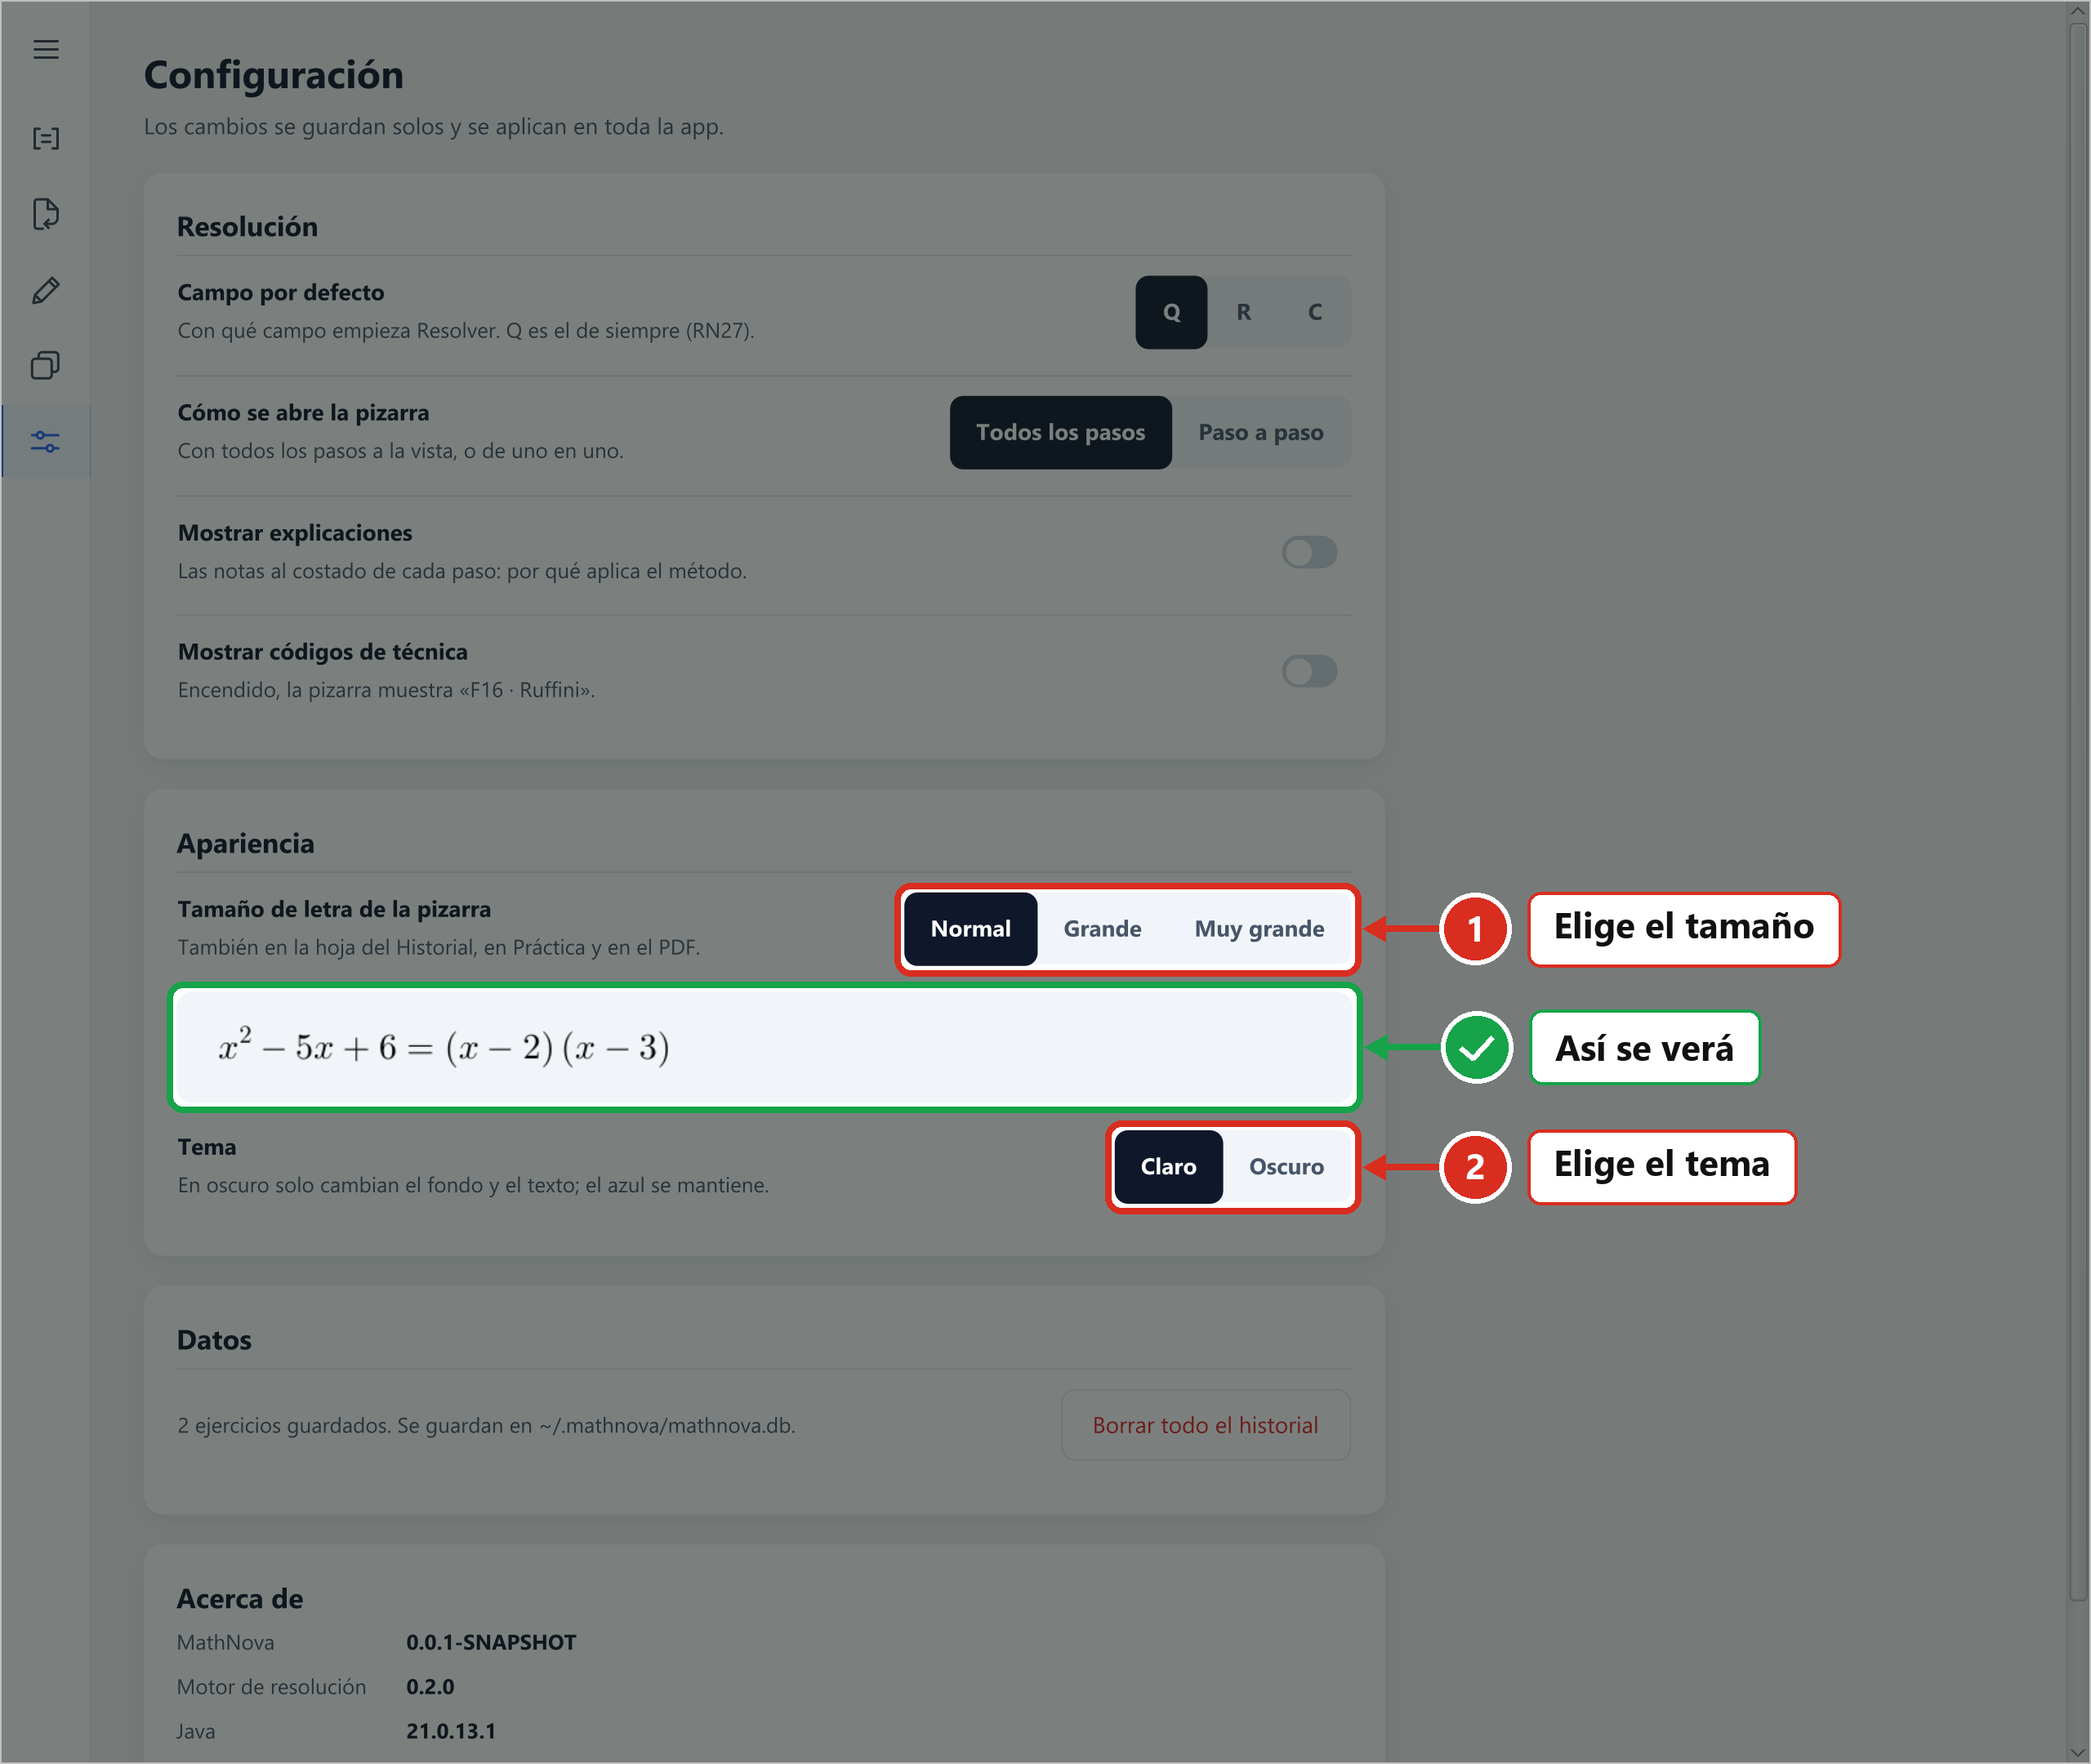 Configuración
Los cambios se guardan solos y se aplican en toda la app.
Resolución
Campo por defecto
Con qué campo empieza Resolver. Q es el de siempre (RN27).
Q R C
Cómo se abre la pizarra
Con todos los pasos a la vista, o de uno en uno.
Todos los pasos Paso a paso
Mostrar explicaciones
Las notas al costado de cada paso: por qué aplica el método.
Mostrar códigos de técnica
Encendido, la pizarra muestra «F16 · Ruffini».
Apariencia
Tamaño de letra de la pizarra
También en la hoja del Historial, en Práctica y en el PDF.
Normal Grande Muy grande
1 Elige el tamaño
x² − 5x + 6 = (x − 2) (x − 3)
Así se verá
Tema
En oscuro solo cambian el fondo y el texto; el azul se mantiene.
Claro Oscuro
2 Elige el tema
Datos
2 ejercicios guardados. Se guardan en ~/.mathnova/mathnova.db.
Borrar todo el historial
Acerca de
MathNova 0.0.1-SNAPSHOT
Motor de resolución 0.2.0
Java 21.0.13.1